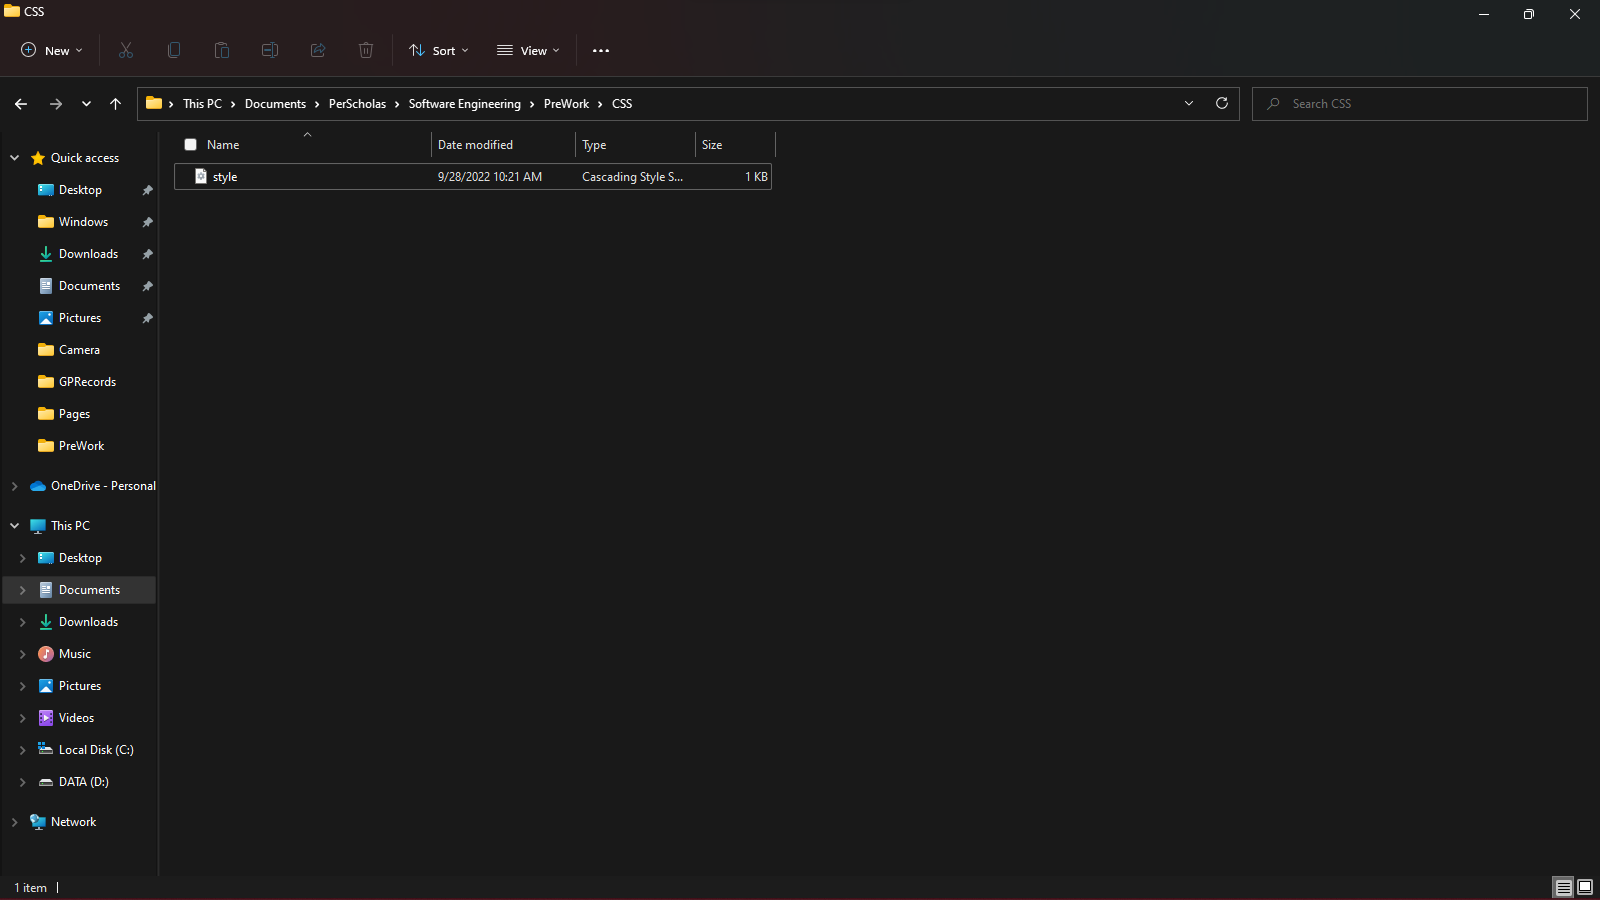 CSS
New
Sort
View
This PC
Documents
PerScholas
Software Engineering
PreWork
CSS
Search CSS
Name
Date modified
Type
Size
style
9/28/2022 10:21 AM
Cascading Style S...
1 KB
Quick access
Desktop
Windows
Downloads
Documents
Pictures
Camera
GPRecords
Pages
PreWork
OneDrive - Personal
This PC
Desktop
Documents
Downloads
Music
Pictures
Videos
Local Disk (C:)
DATA (D:)
Network
1 item